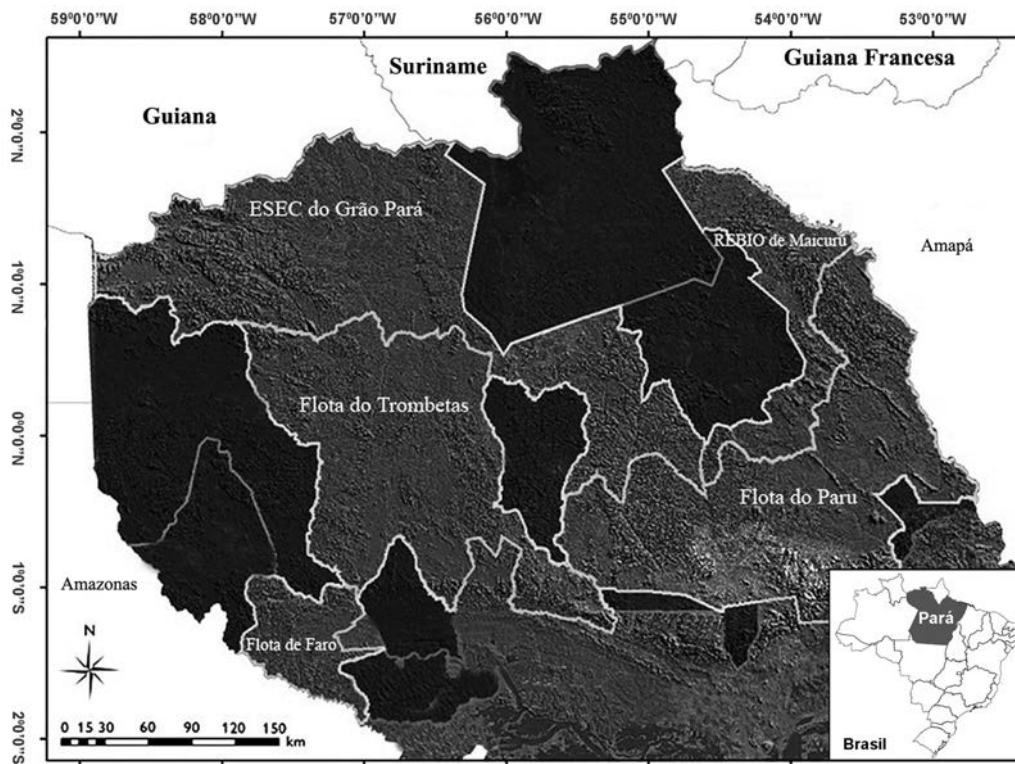 59°0'0"W 58°0'0"W 57°0'0"W 56°0'0"W 55°0'0"W 54°0'0"W 53°0'0"W
Suriname
Guiana Francesa
Guiana
2°0'0"N
ESEC do Grão Pará
REBIO de Maicuru
Amapá
1°0'0"N
Flota do Trombetas
0°0'0"N
Flota do Paru
Amazonas
1°0'0"S
Flota de Faro
Pará
N
0 15 30 60 90 120 150
km
Brasil
2°0'0"S